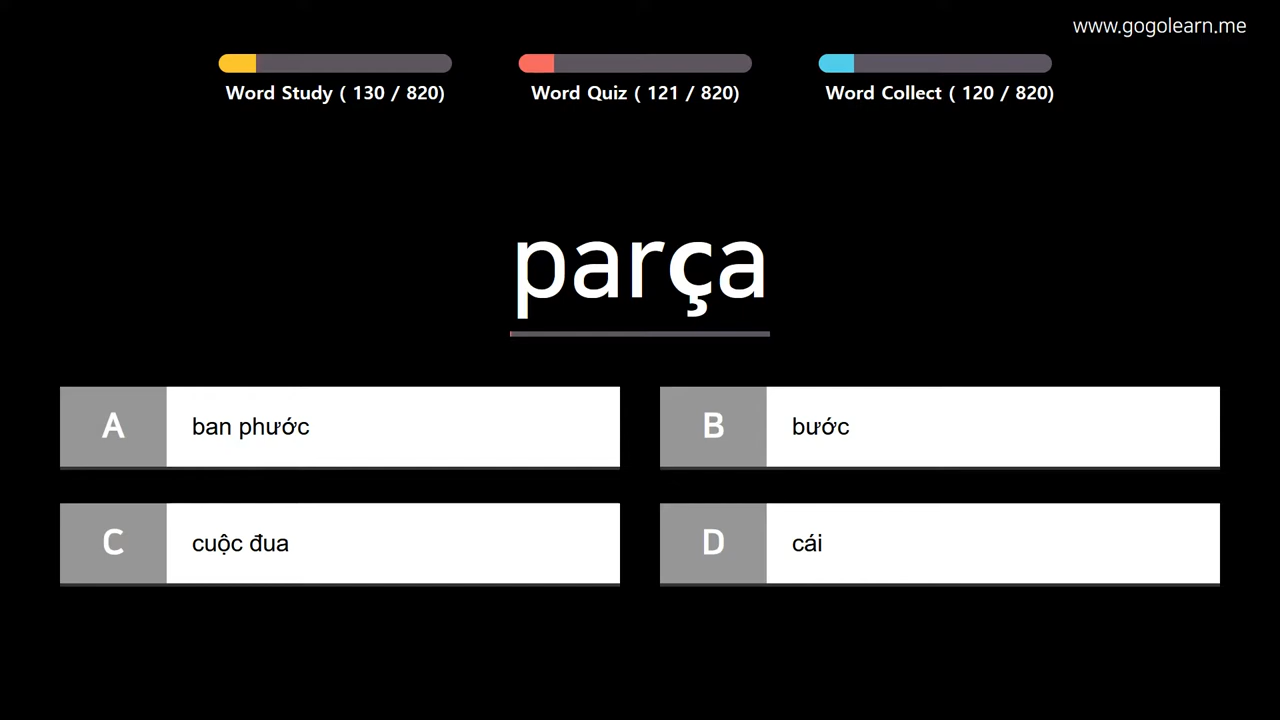 www.gogolearn.me
Word Study ( 130 / 820)
Word Quiz ( 121 / 820)
Word Collect ( 120 / 820)
parça
A ban phước
B bước
C cuộc đua
D cái